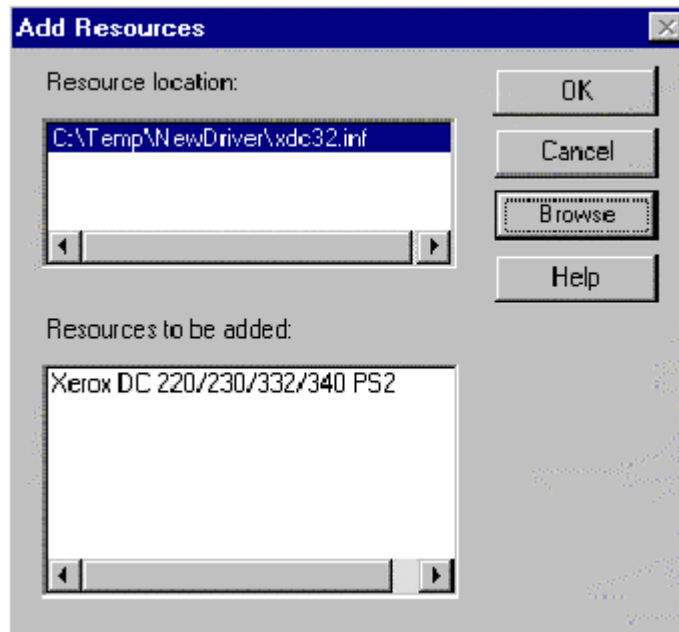 Add Resources
Resource location:
C:\Temp\NewDriver\xdc32.inf
OK
Cancel
Browse
Help
Resources to be added:
Xerox DC 220/230/332/340 PS2